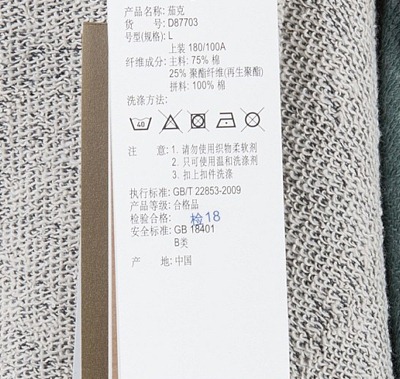 产品名称: 茄克
货 号: D87703
号型(规格): L
上装 180/100A
纤维成分: 主料: 75% 棉
25% 聚酯纤维(再生聚酯)
拼料: 100% 棉
洗涤方法:
40
注 意: 1. 请勿使用织物柔软剂
2. 只可使用温和洗涤剂
3. 扣上扣件洗涤
执行标准: GB/T 22853-2009
产品等级: 合格品
检验合格: 检18
安全标准: GB 18401
B类
产 地: 中国